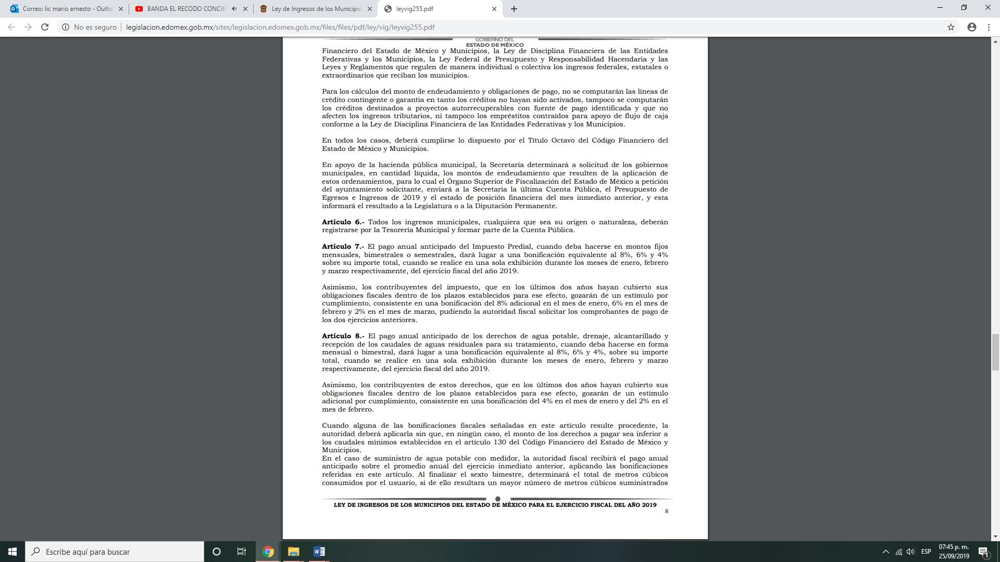 Correo: lic mario ernesto - Outlo
BANDA EL RECODO CONCIE
Ley de Ingresos de los Municipio
leyvig255.pdf
No es seguro
legislacion.edomex.gob.mx/sites/legislacion.edomex.gob.mx/files/files/pdf/ley/vig/leyvig255.pdf
GOBIERNO DEL
ESTADO DE MÉXICO
Financiero del Estado de México y Municipios, la Ley de Disciplina Financiera de las Entidades
Federativas y los Municipios, la Ley Federal de Presupuesto y Responsabilidad Hacendaria y las
Leyes y Reglamentos que regulen de manera individual o colectiva los ingresos federales, estatales o
extraordinarios que reciban los municipios.
Para los cálculos del monto de endeudamiento y obligaciones de pago, no se computarán las líneas de
crédito contingente o garantía en tanto los créditos no hayan sido activados, tampoco se computarán
los créditos destinados a proyectos autorrecuperables con fuente de pago identificada y que no
afecten los ingresos tributarios, ni tampoco los empréstitos contraídos para apoyo de flujo de caja
conforme a la Ley de Disciplina Financiera de las Entidades Federativas y los Municipios.
En todos los casos, deberá cumplirse lo dispuesto por el Título Octavo del Código Financiero del
Estado de México y Municipios.
En apoyo de la hacienda pública municipal, la Secretaría determinará a solicitud de los gobiernos
municipales, en cantidad líquida, los montos de endeudamiento que resulten de la aplicación de
estos ordenamientos, para lo cual el Órgano Superior de Fiscalización del Estado de México a petición
del ayuntamiento solicitante, enviará a la Secretaría la última Cuenta Pública, el Presupuesto de
Egresos e Ingresos de 2019 y el estado de posición financiera del mes inmediato anterior, y esta
informará el resultado a la Legislatura o a la Diputación Permanente.
Artículo 6.- Todos los ingresos municipales, cualquiera que sea su origen o naturaleza, deberán
registrarse por la Tesorería Municipal y formar parte de la Cuenta Pública.
Artículo 7.- El pago anual anticipado del Impuesto Predial, cuando deba hacerse en montos fijos
mensuales, bimestrales o semestrales, dará lugar a una bonificación equivalente al 8%, 6% y 4%
sobre su importe total, cuando se realice en una sola exhibición durante los meses de enero, febrero
y marzo respectivamente, del ejercicio fiscal del año 2019.
Asimismo, los contribuyentes del impuesto, que en los últimos dos años hayan cubierto sus
obligaciones fiscales dentro de los plazos establecidos para ese efecto, gozarán de un estímulo por
cumplimiento, consistente en una bonificación del 8% adicional en el mes de enero, 6% en el mes de
febrero y 2% en el mes de marzo, pudiendo la autoridad fiscal solicitar los comprobantes de pago de
los dos ejercicios anteriores.
Artículo 8.- El pago anual anticipado de los derechos de agua potable, drenaje, alcantarillado y
recepción de los caudales de aguas residuales para su tratamiento, cuando deba hacerse en forma
mensual o bimestral, dará lugar a una bonificación equivalente al 8%, 6% y 4%, sobre su importe
total, cuando se realice en una sola exhibición durante los meses de enero, febrero y marzo
respectivamente, del ejercicio fiscal del año 2019.
Asimismo, los contribuyentes de estos derechos, que en los últimos dos años hayan cubierto sus
obligaciones fiscales dentro de los plazos establecidos para ese efecto, gozarán de un estímulo
adicional por cumplimiento, consistente en una bonificación del 4% en el mes de enero y del 2% en el
mes de febrero.
Cuando alguna de las bonificaciones fiscales señaladas en este artículo resulte procedente, la
autoridad deberá aplicarla sin que, en ningún caso, el monto de los derechos a pagar sea inferior a
los caudales mínimos establecidos en el artículo 130 del Código Financiero del Estado de México y
Municipios.
En el caso de suministro de agua potable con medidor, la autoridad fiscal recibirá el pago anual
anticipado sobre el promedio anual del ejercicio inmediato anterior, aplicando las bonificaciones
referidas en este artículo. Al finalizar el sexto bimestre, determinará el total de metros cúbicos
consumidos por el usuario, si de ello resultara un mayor número de metros cúbicos suministrados
LEY DE INGRESOS DE LOS MUNICIPIOS DEL ESTADO DE MÉXICO PARA EL EJERCICIO FISCAL DEL AÑO 2019
8
Escribe aquí para buscar
ESP
07:45 p. m.
25/09/2019
1